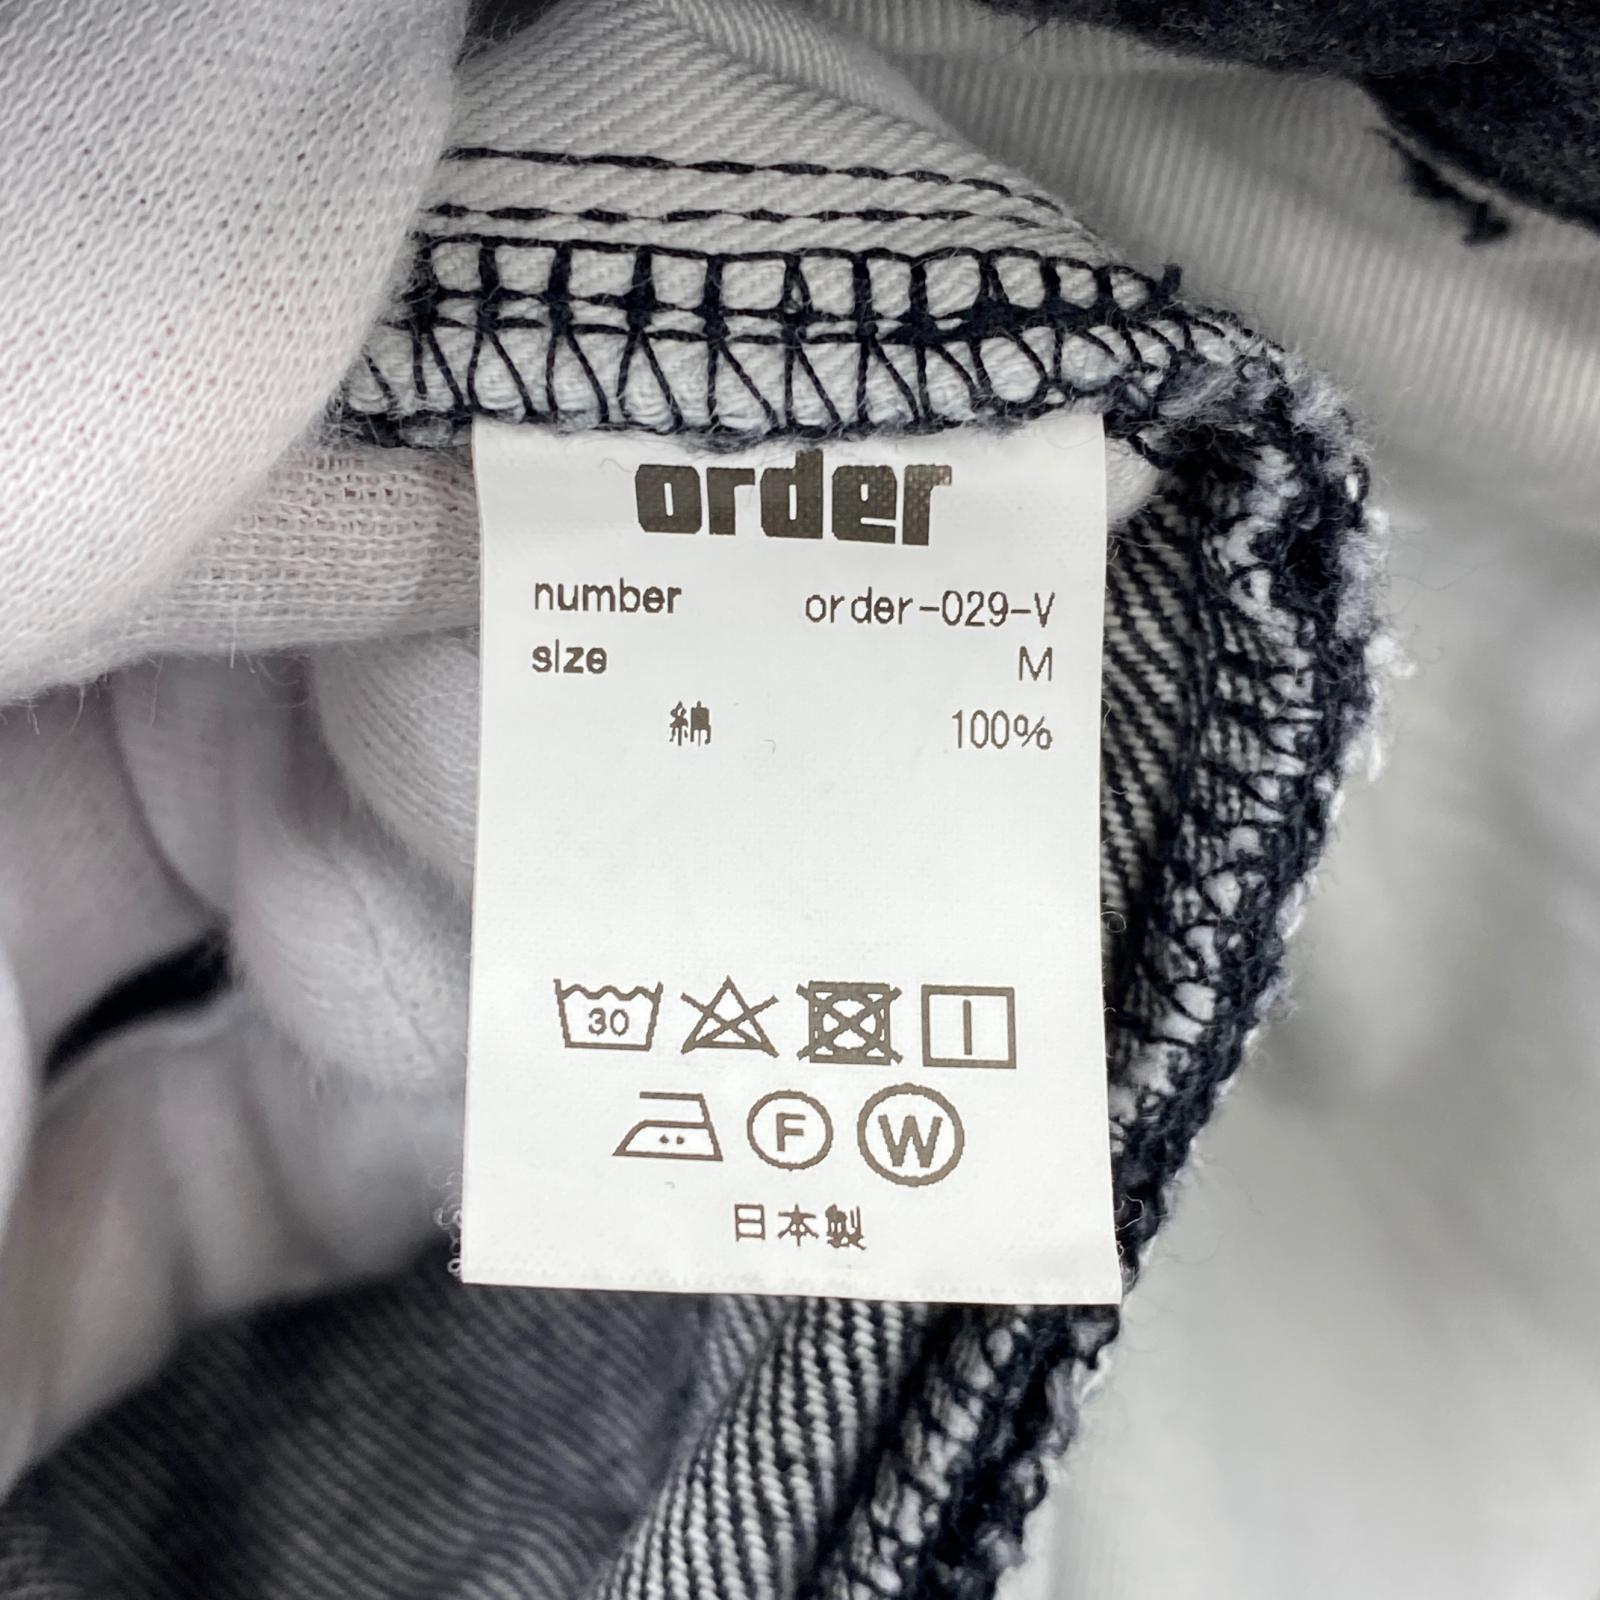 order
number order-029-V
size M
綿 100%
30
F W
日本製